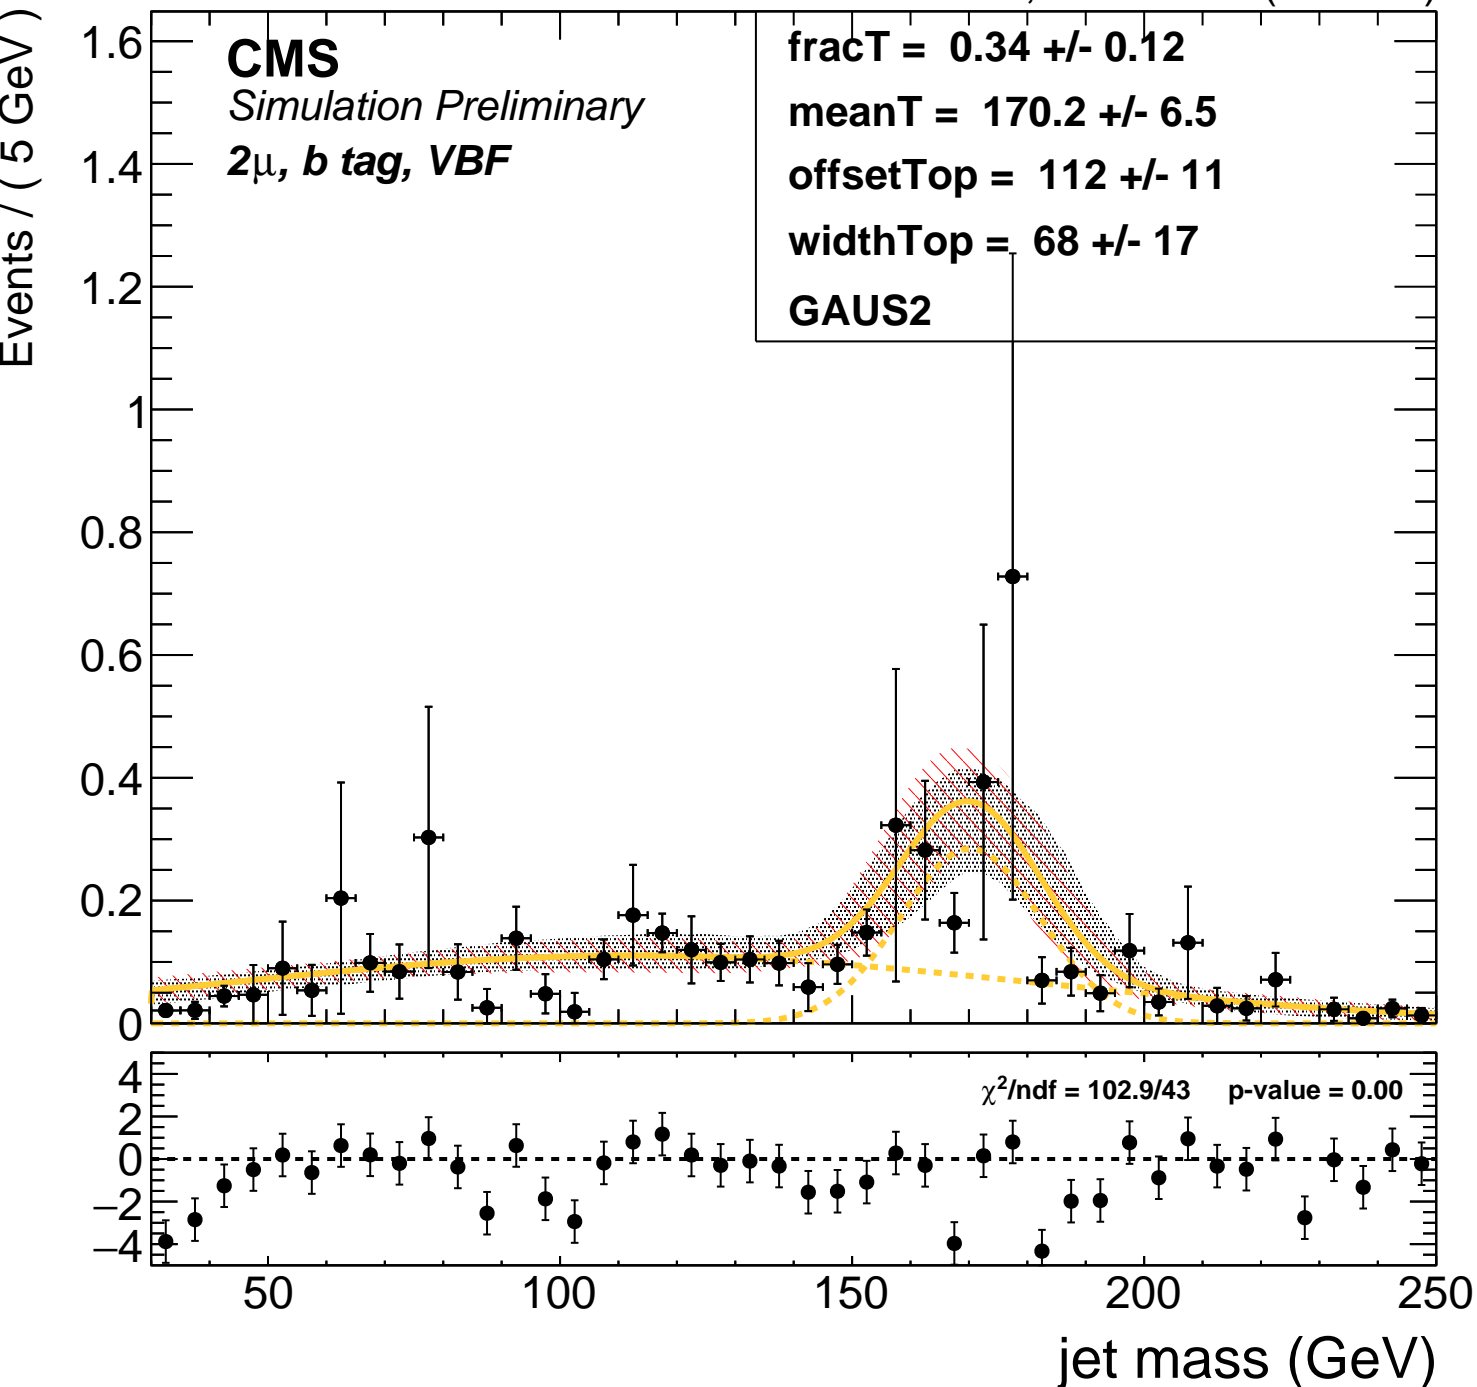 CMS
Simulation Preliminary
2μ, b tag, VBF
fracT = 0.34 +/- 0.12
meanT = 170.2 +/- 6.5
offsetTop = 112 +/- 11
widthTop = 68 +/- 17
GAUS2
Events / ( 5 GeV )
1.6
1.4
1.2
1
0.8
0.6
0.4
0.2
0
χ²/ndf = 102.9/43 p-value = 0.00
4
2
0
−2
−4
50 100 150 200 250
jet mass (GeV)